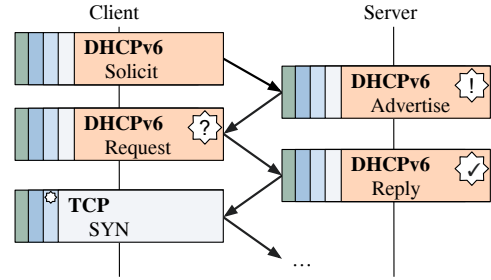 Client
Server
DHCPv6
Solicit
DHCPv6
Advertise
!
DHCPv6
Request
?
DHCPv6
Reply
✓
TCP
SYN
...